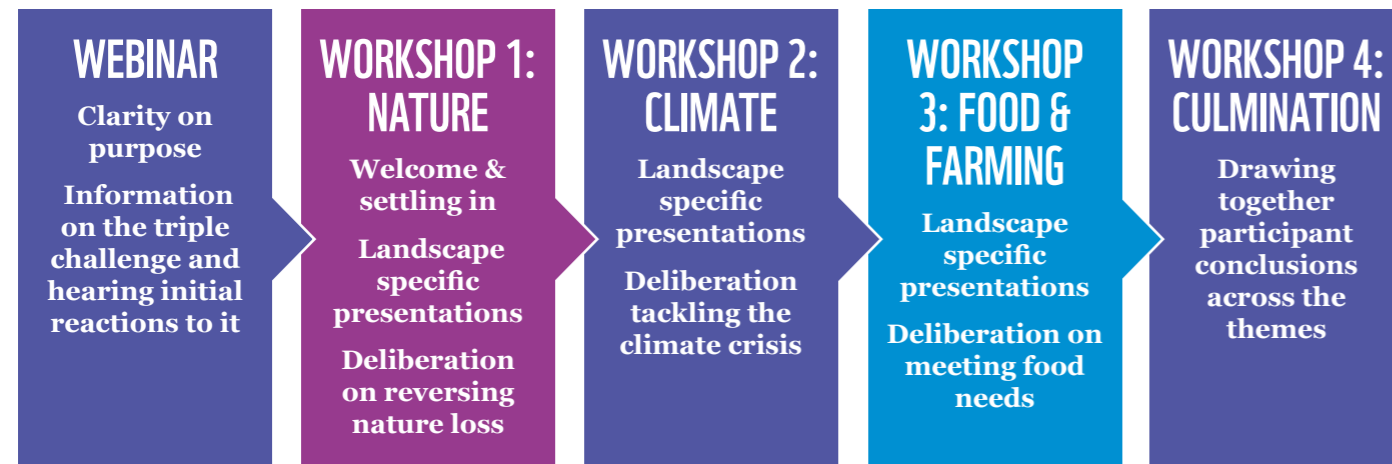 WEBINAR
Clarity on
purpose
Information
on the triple
challenge and
hearing initial
reactions to it
WORKSHOP 1:
NATURE
Welcome &
settling in
Landscape
specific
presentations
Deliberation
on reversing
nature loss
WORKSHOP 2:
CLIMATE
Landscape
specific
presentations
Deliberation
tackling the
climate crisis
WORKSHOP
3: FOOD &
FARMING
Landscape
specific
presentations
Deliberation on
meeting food
needs
WORKSHOP 4:
CULMINATION
Drawing
together
participant
conclusions
across the
themes